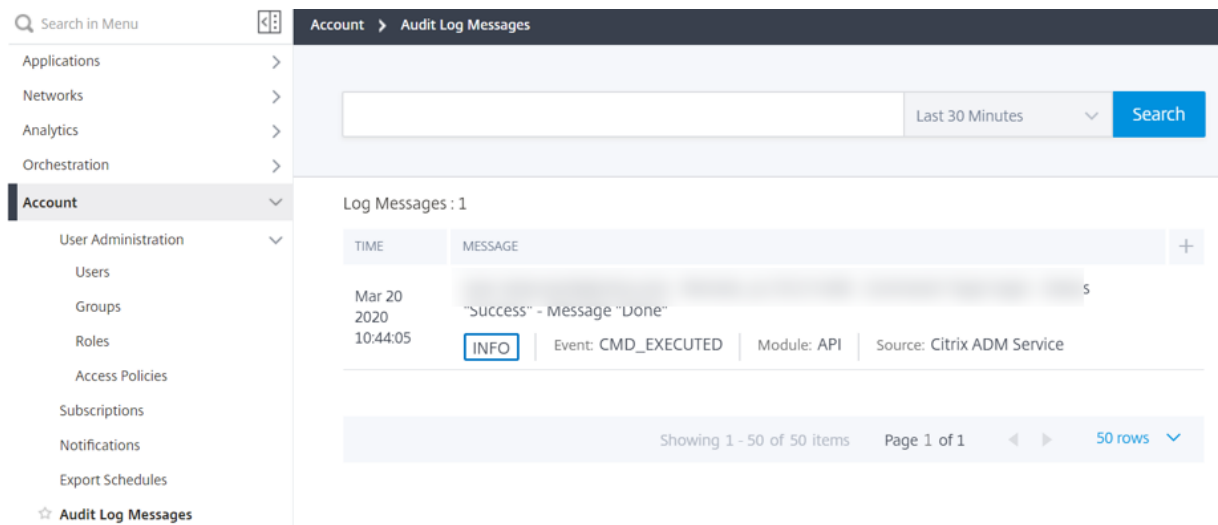 Search in Menu
Account > Audit Log Messages
Applications
Networks
Analytics
Orchestration
Account
User Administration
Users
Groups
Roles
Access Policies
Subscriptions
Notifications
Export Schedules
Audit Log Messages
Last 30 Minutes
Search
Log Messages : 1
TIME MESSAGE
Mar 20
2020
10:44:05
s
"Success" - Message "Done"
INFO Event: CMD_EXECUTED Module: API Source: Citrix ADM Service
Showing 1 - 50 of 50 items Page 1 of 1 50 rows